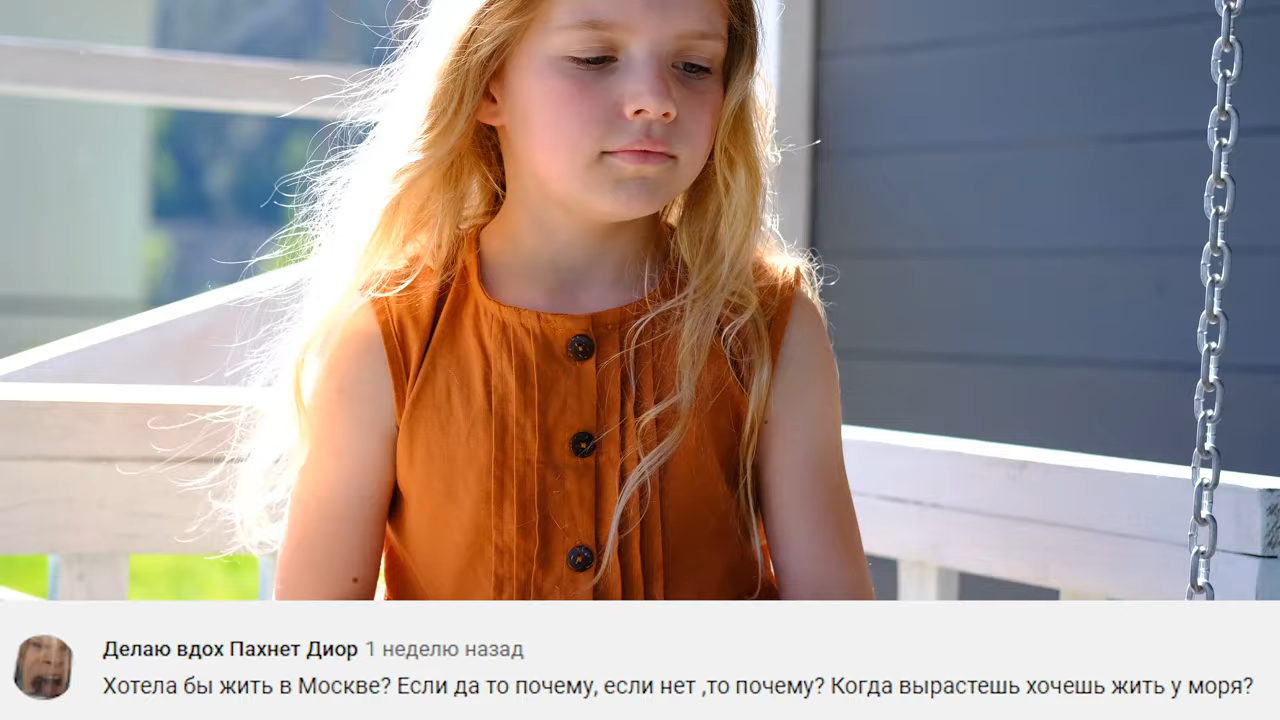 Делаю вдох Пахнет Диор 1 неделю назад
Хотела бы жить в Москве? Если да то почему, если нет ,то почему? Когда вырастешь хочешь жить у моря?